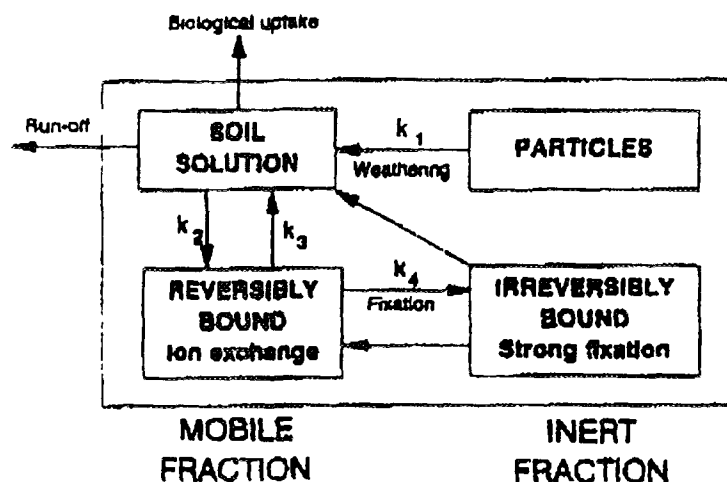 Biological uptake
Run-off
SOIL
SOLUTION
k1
Weathering
PARTICLES
k2
k3
REVERSIBLY
BOUND
Ion exchange
k4
Fixation
IRREVERSIBLY
BOUND
Strong fixation
MOBILE
FRACTION
INERT
FRACTION